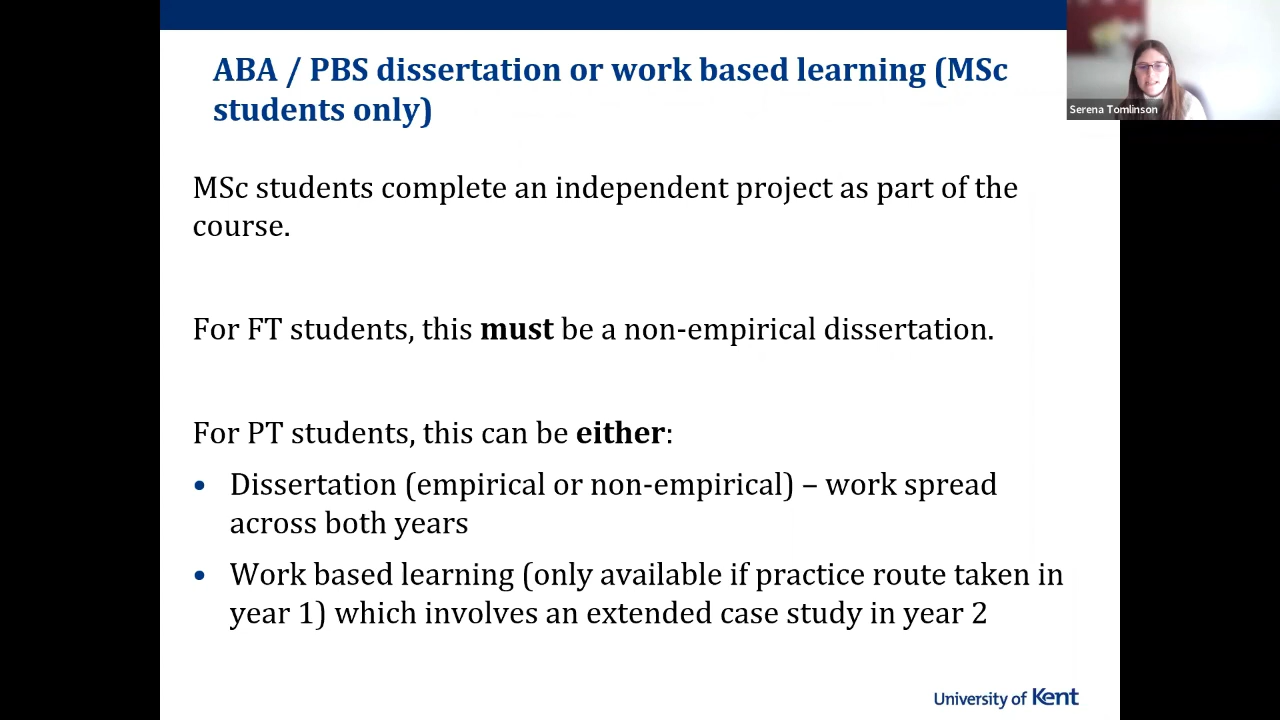 ABA / PBS dissertation or work based learning (MSc
students only)
Serena Tomlinson
MSc students complete an independent project as part of the
course.
For FT students, this must be a non-empirical dissertation.
For PT students, this can be either:
• Dissertation (empirical or non-empirical) – work spread
across both years
• Work based learning (only available if practice route taken in
year 1) which involves an extended case study in year 2
University of Kent